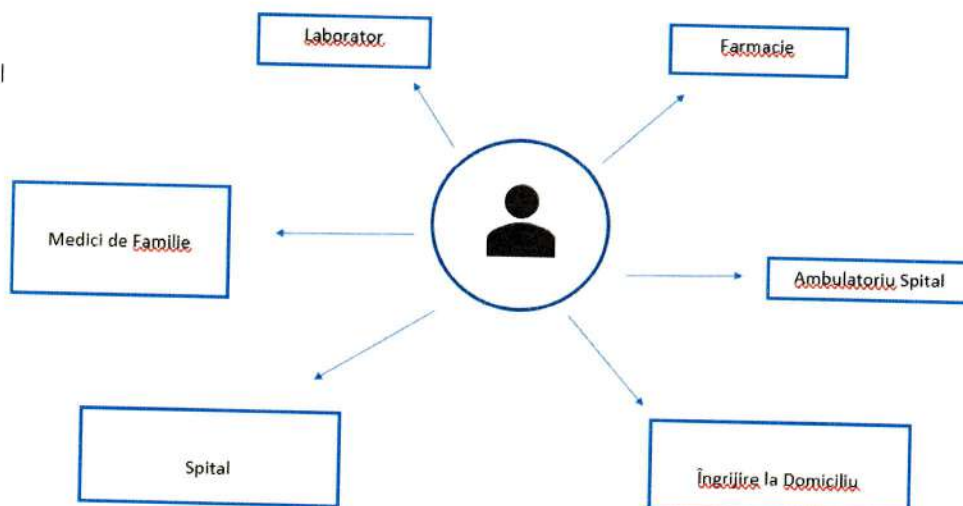 Laborator
Farmacie
Medici de Familie
Ambulatoriu Spital
Spital
Îngrijire la Domiciliu